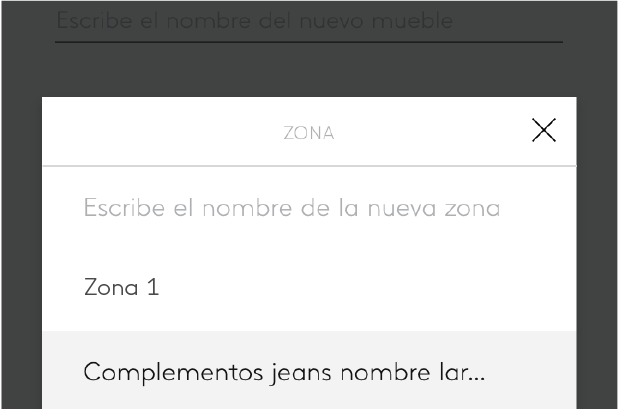 Escribe el nombre del nuevo mueble
ZONA
Escribe el nombre de la nueva zona
Zona 1
Complementos jeans nombre lar...